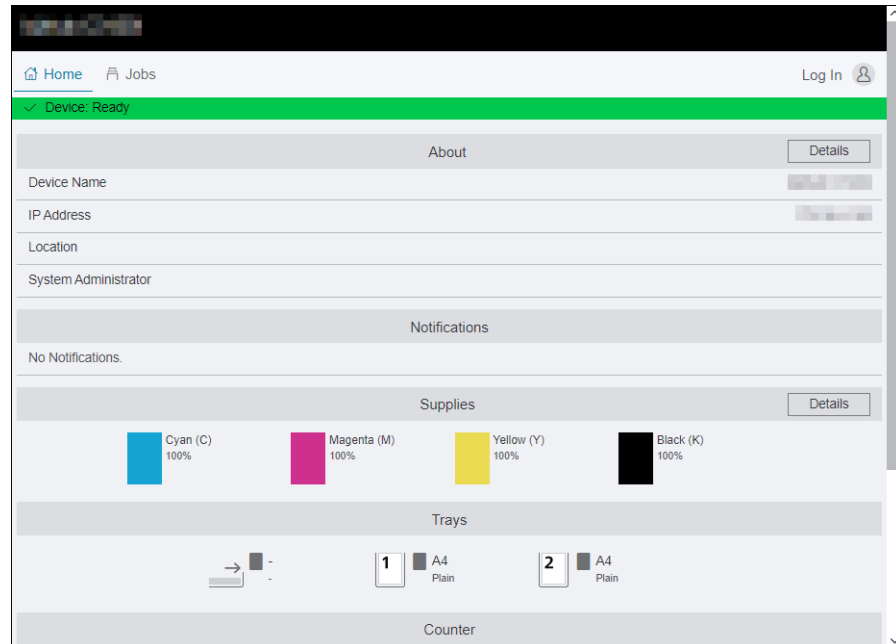 Home Jobs Log In
Device: Ready
About Details
Device Name
IP Address
Location
System Administrator
Notifications
No Notifications.
Supplies Details
Cyan (C) Magenta (M) Yellow (Y) Black (K)
100% 100% 100% 100%
Trays
- 1 A4 2 A4
- Plain Plain
Counter